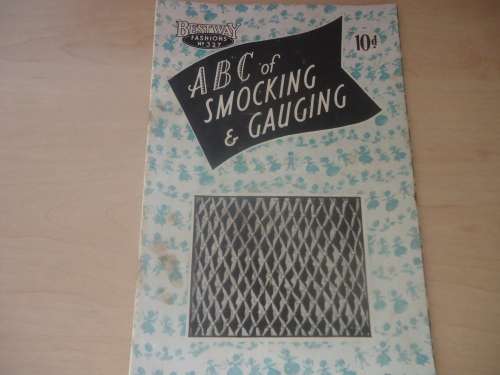 BESTWAY
FASHIONS
Nº 327
10d
ABC of
SMOCKING
& GAUGING